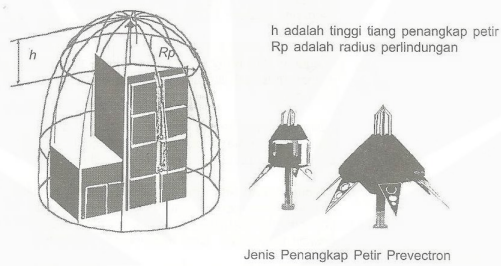 h adalah tinggi tiang penangkap petir
Rp adalah radius perlindungan
h
Rp
Jenis Penangkap Petir Prevectron